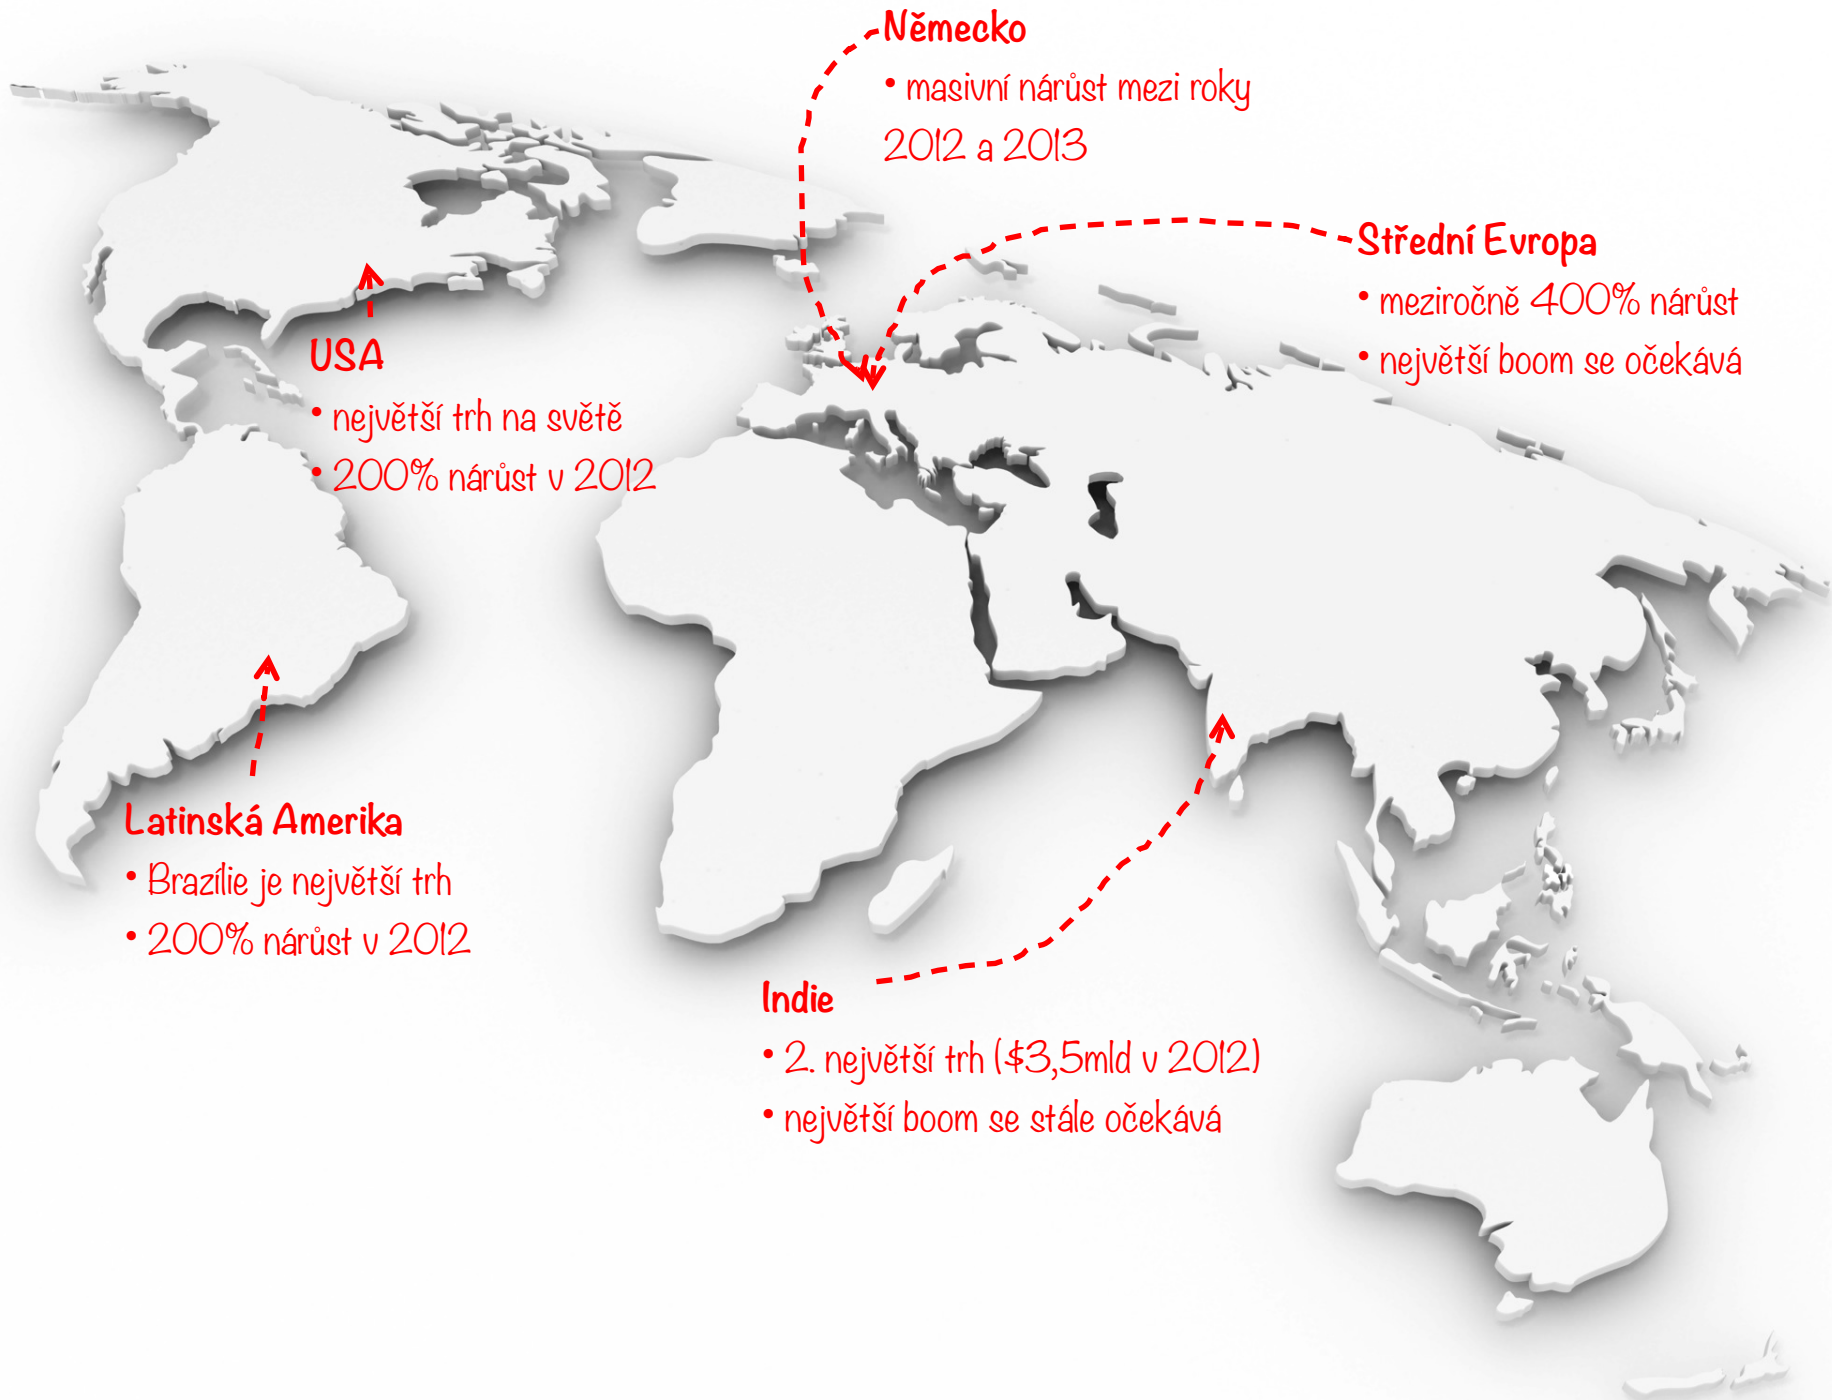 Německo
• masivní nárůst mezi roky
2012 a 2013
Střední Evropa
• meziročně 400% nárůst
• největší boom se očekává
USA
• největší trh na světě
• 200% nárůst v 2012
Latinská Amerika
• Brazílie je největší trh
• 200% nárůst v 2012
Indie
• 2. největší trh ($3,5mld v 2012)
• největší boom se stále očekává